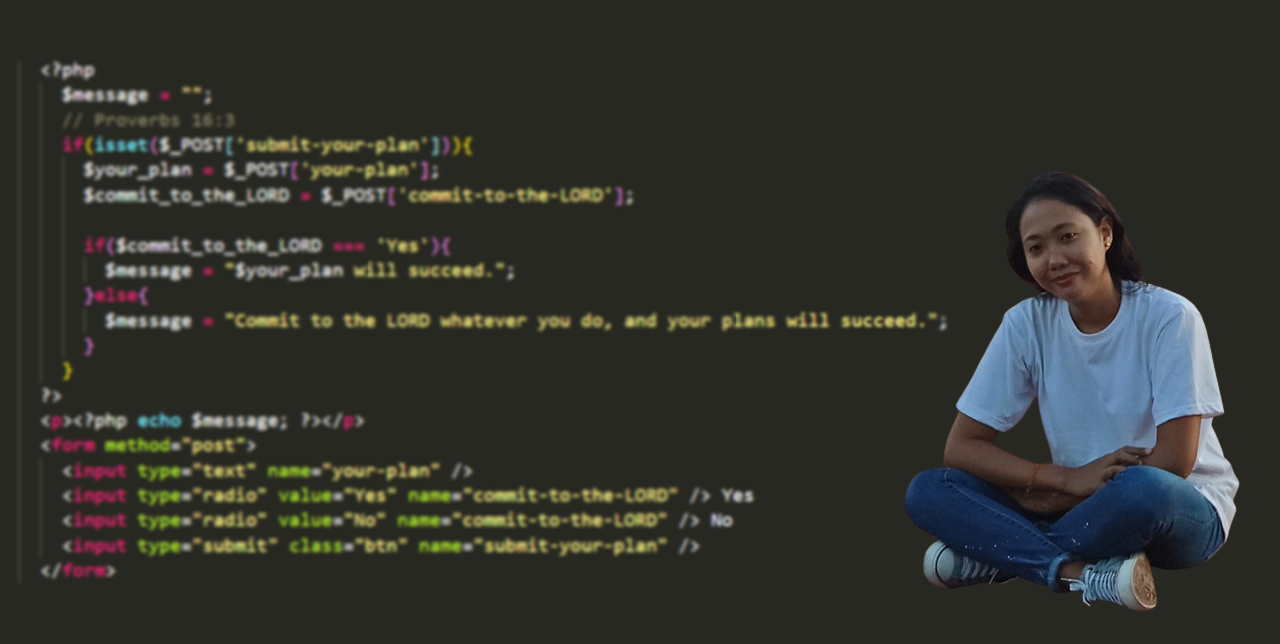 <?php
$message = "";
// Proverbs 16:3
if(isset($_POST['submit-your-plan'])){
$your_plan = $_POST['your-plan'];
$commit_to_the_LORD = $_POST['commit-to-the-LORD'];
if($commit_to_the_LORD === 'Yes'){
$message = "$your_plan will succeed.";
}else{
$message = "Commit to the LORD whatever you do, and your plans will succeed.";
}
}
?>
<p><?php echo $message; ?></p>
<form method="post">
<input type="text" name="your-plan" />
<input type="radio" value="Yes" name="commit-to-the-LORD" /> Yes
<input type="radio" value="No" name="commit-to-the-LORD" /> No
<input type="submit" class="btn" name="submit-your-plan" />
</form>